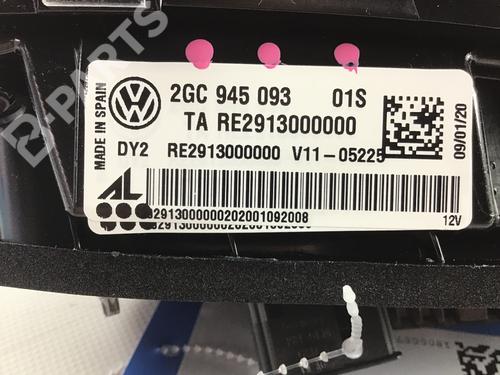 B-PARTS
MADE IN SPAIN
2GC 945 093 01S
TA RE2913000000
DY2 RE2913000000 V11-05225
09/01/20
AL
2913000000202001092008
12V